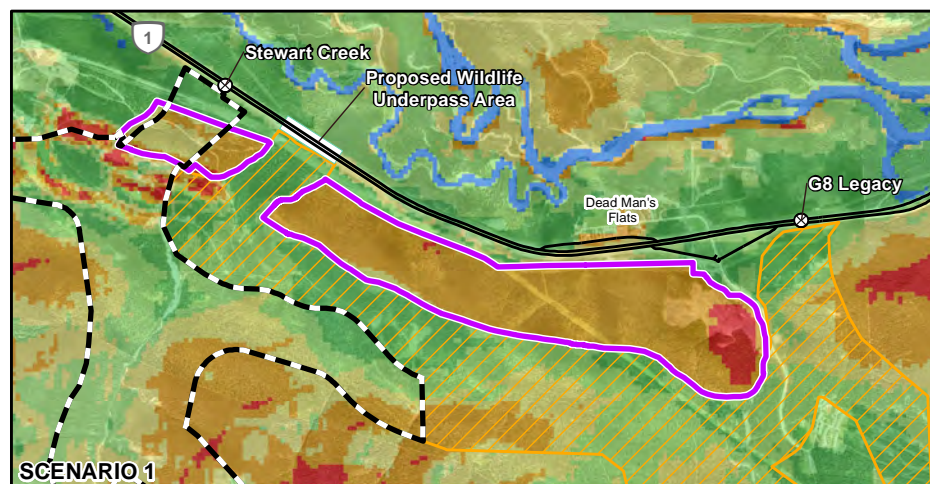 1
Stewart Creek
Proposed Wildlife
Underpass Area
G8 Legacy
Dead Man's
Flats
SCENARIO 1